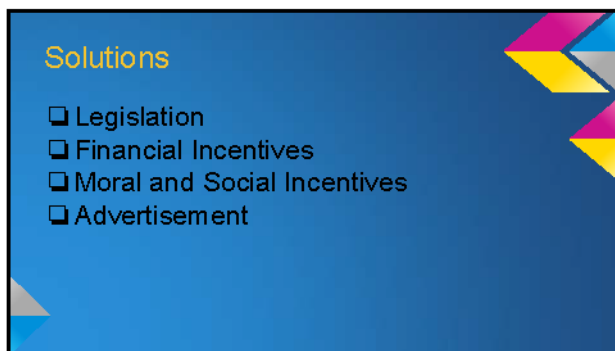 Solutions
❑ Legislation
❑ Financial Incentives
❑ Moral and Social Incentives
❑ Advertisement